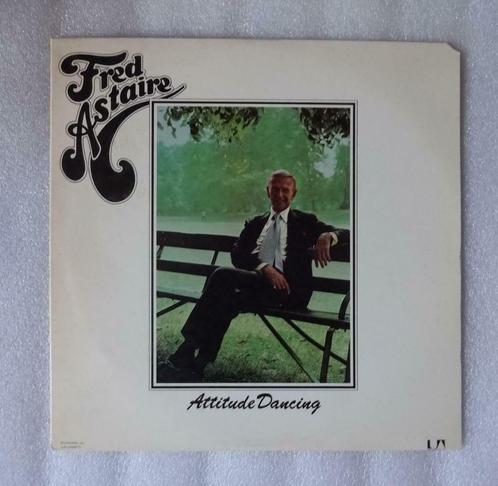 Fred
Astaire
Attitude Dancing
UA